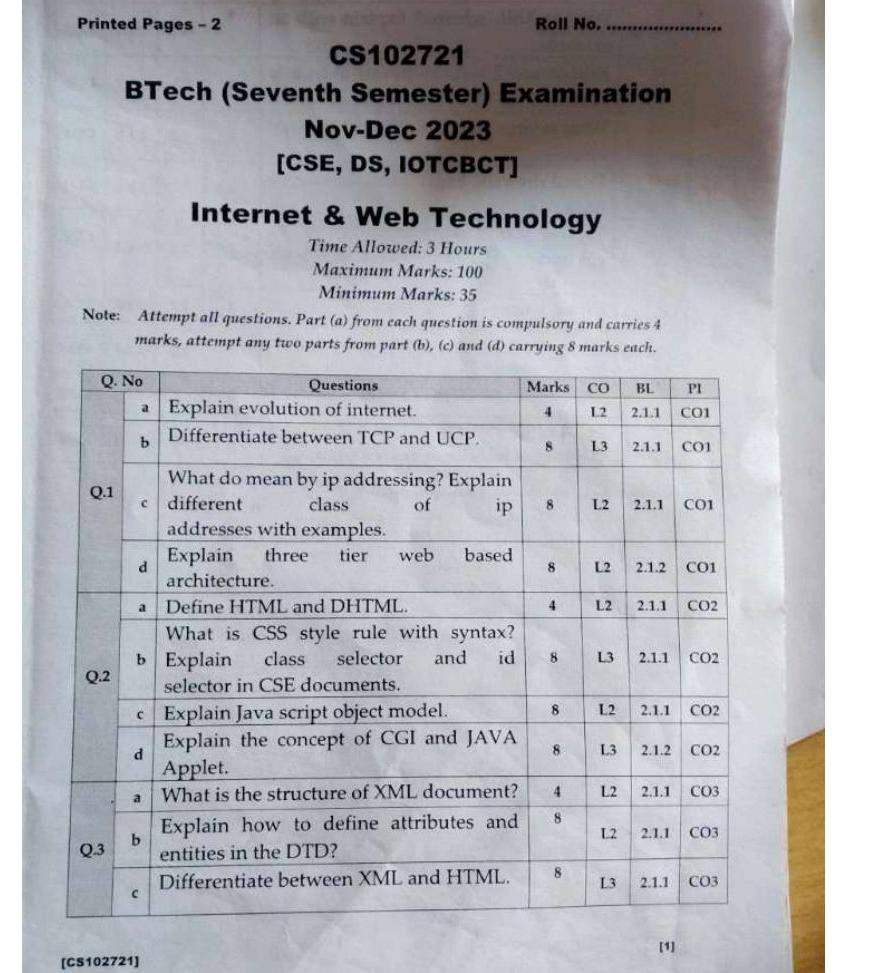 Printed Pages – 2 Roll No. ......................
CS102721
BTech (Seventh Semester) Examination
Nov-Dec 2023
[CSE, DS, IOTCBCT]
Internet & Web Technology
Time Allowed: 3 Hours
Maximum Marks: 100
Minimum Marks: 35
Note: Attempt all questions. Part (a) from each question is compulsory and carries 4
marks, attempt any two parts from part (b), (c) and (d) carrying 8 marks each.
Q. No Questions Marks CO BL PI
Q.1
a Explain evolution of internet. 4 L2 2.1.1 CO1
b Differentiate between TCP and UCP. 8 L3 2.1.1 CO1
What do mean by ip addressing? Explain
c different class of ip 8 L2 2.1.1 CO1
addresses with examples.
d Explain three tier web based 8 L2 2.1.2 CO1
architecture.
Q.2
a Define HTML and DHTML. 4 L2 2.1.1 CO2
What is CSS style rule with syntax?
b Explain class selector and id 8 L3 2.1.1 CO2
selector in CSE documents.
c Explain Java script object model. 8 L2 2.1.1 CO2
d Explain the concept of CGI and JAVA 8 L3 2.1.2 CO2
Applet.
Q.3
a What is the structure of XML document? 4 L2 2.1.1 CO3
b Explain how to define attributes and 8 L2 2.1.1 CO3
entities in the DTD?
c Differentiate between XML and HTML. 8 L3 2.1.1 CO3
[CS102721] [1]